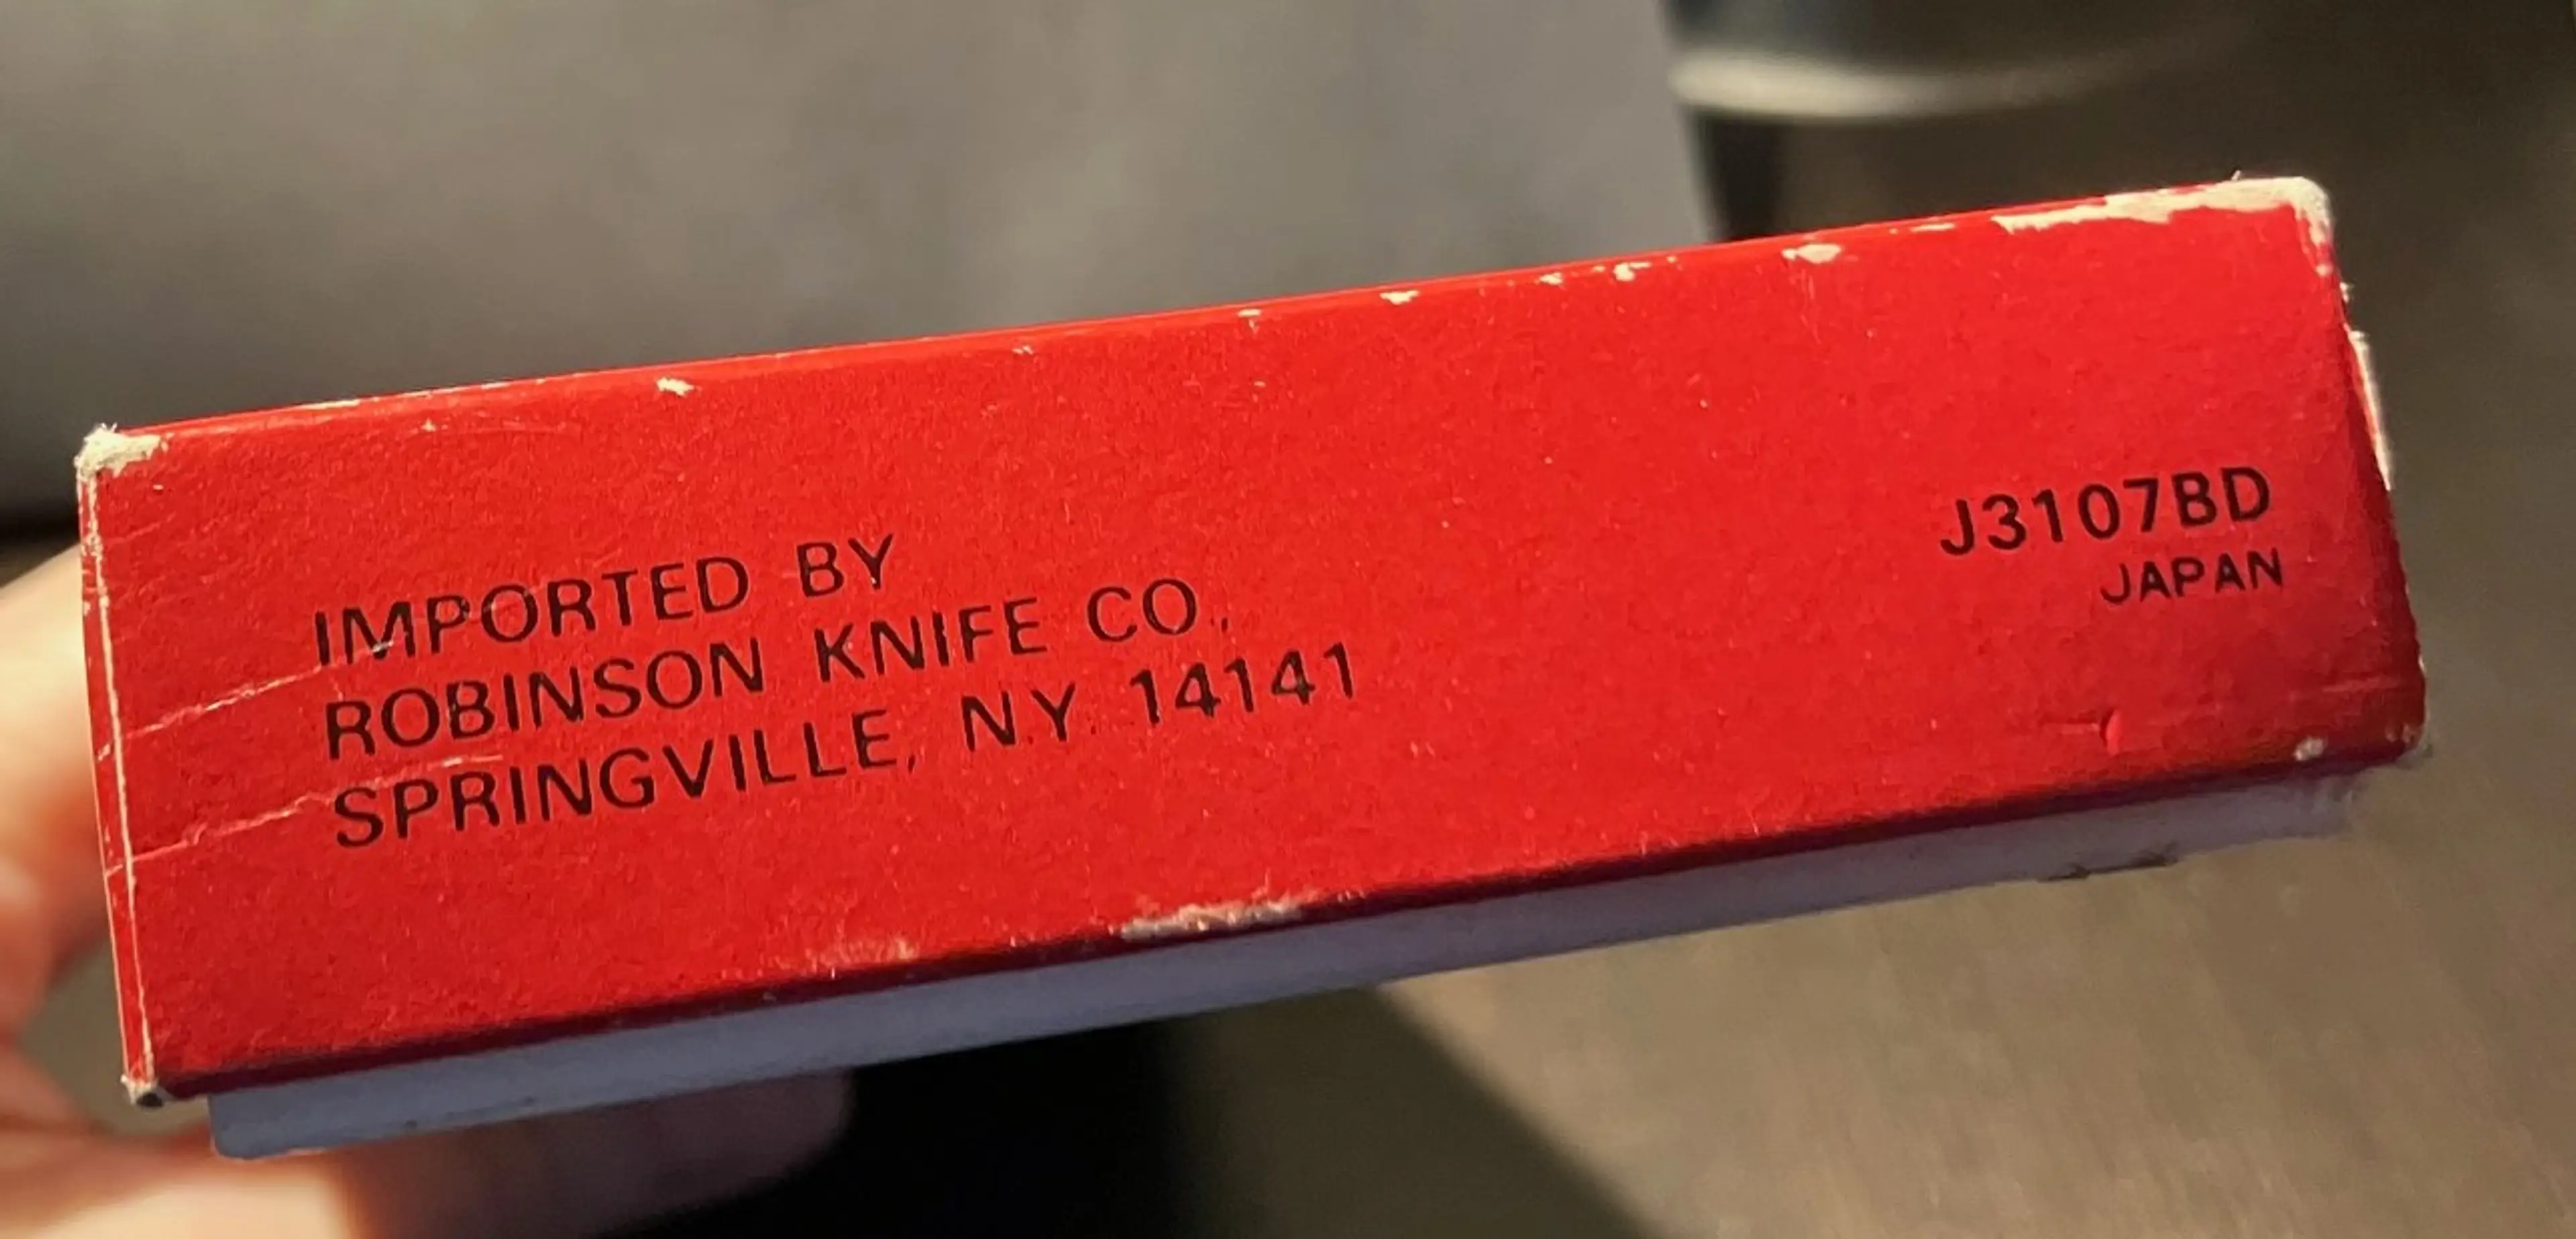 IMPORTED BY
ROBINSON KNIFE CO.,
SPRINGVILLE, N.Y. 14141
J3107BD
JAPAN